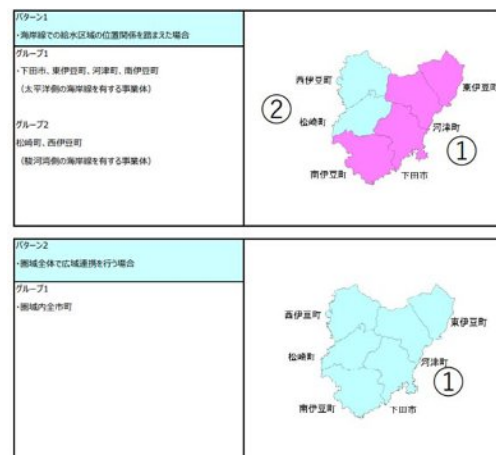 パターン1
・海岸線での給水区域の位置関係を踏まえた場合
グループ1
・下田市、東伊豆町、河津町、南伊豆町
（太平洋側の海岸線を有する事業体）
グループ2
松崎町、西伊豆町
（駿河湾側の海岸線を有する事業体）
西伊豆町
東伊豆町
②
松崎町
河津町
①
南伊豆町
下田市
パターン2
・圏域全体で広域連携を行う場合
グループ1
・圏域内全市町
西伊豆町
東伊豆町
松崎町
河津町
①
南伊豆町
下田市